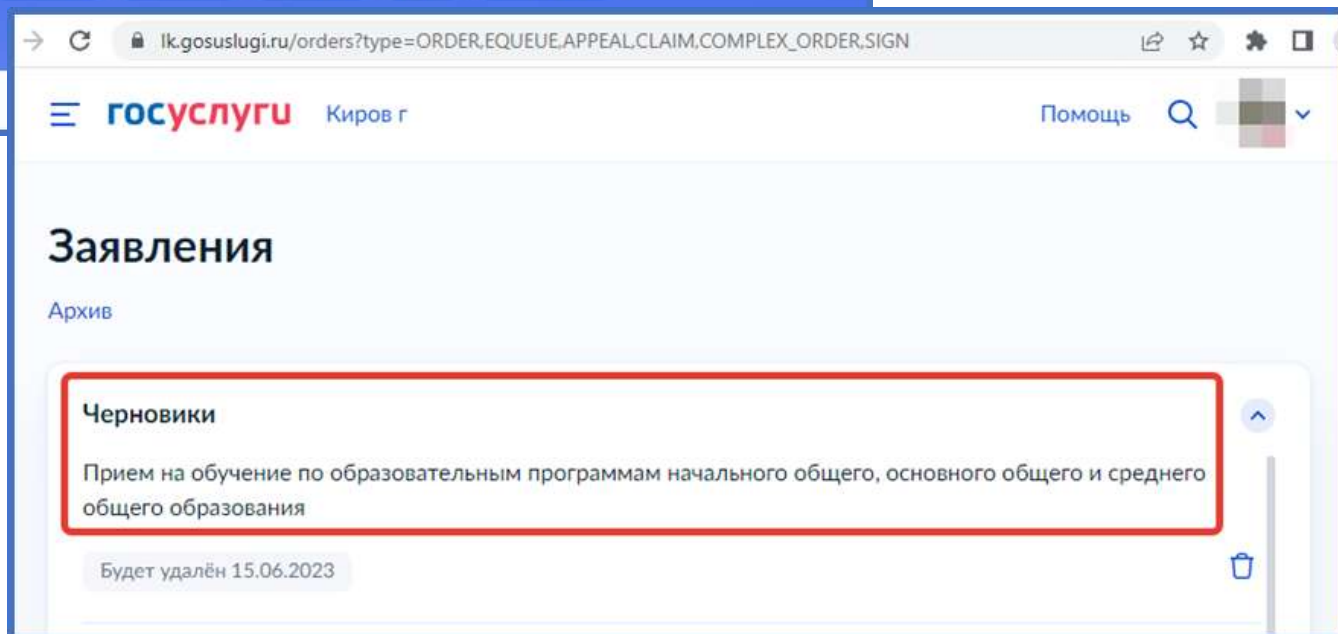 lk.gosuslugi.ru/orders?type=ORDER,EQUEUE,APPEAL,CLAIM,COMPLEX_ORDER,SIGN
госуслуги Киров г Помощь
Заявления
Архив
Черновики
Прием на обучение по образовательным программам начального общего, основного общего и среднего
общего образования
Будет удалён 15.06.2023